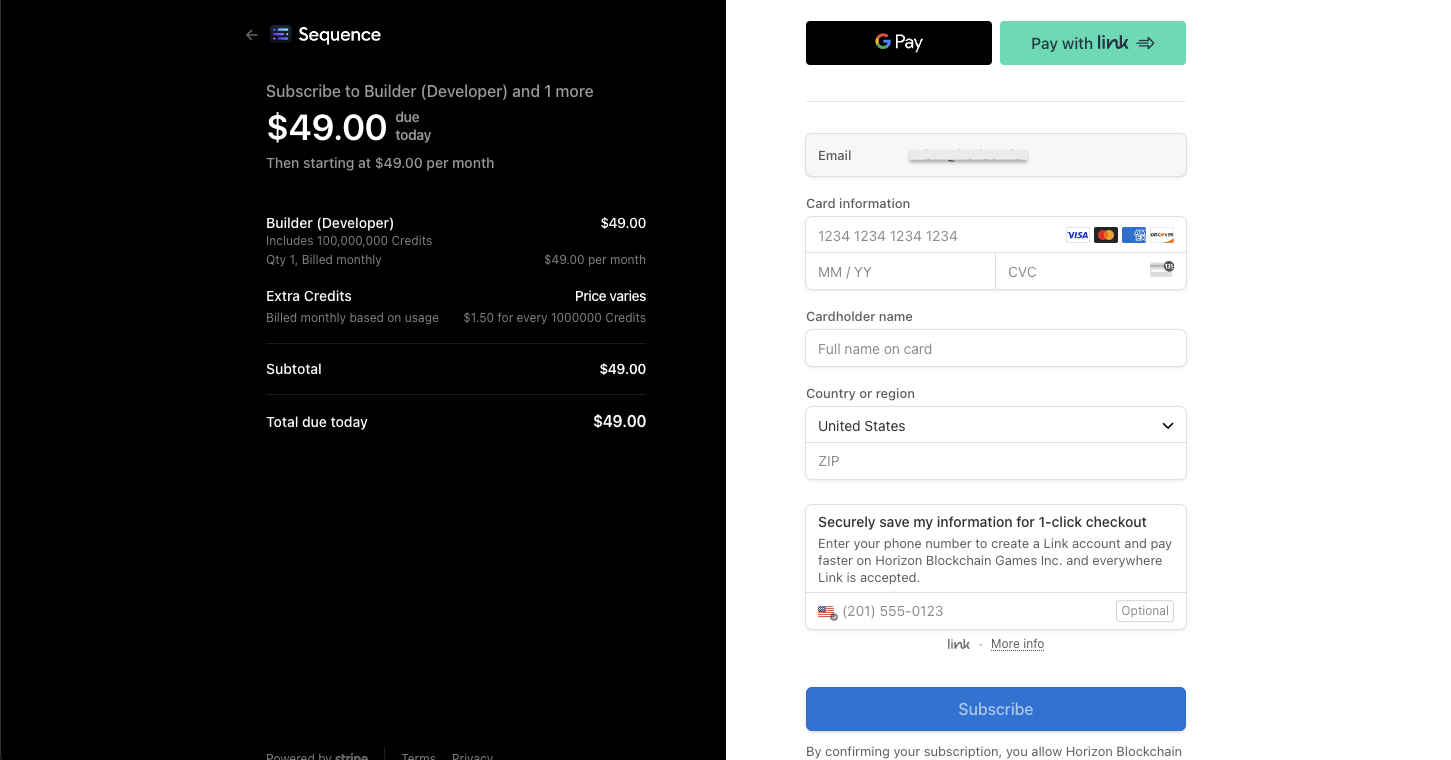 Sequence
Subscribe to Builder (Developer) and 1 more
$49.00 due today
Then starting at $49.00 per month
Builder (Developer) $49.00
Includes 100,000,000 Credits
Qty 1, Billed monthly $49.00 per month
Extra Credits Price varies
Billed monthly based on usage $1.50 for every 1000000 Credits
Subtotal $49.00
Total due today $49.00
Powered by stripe Terms Privacy
G Pay Pay with link
Email
Card information
1234 1234 1234 1234 VISA AMEX DISCOVER
MM / YY CVC 135
Cardholder name
Full name on card
Country or region
United States
ZIP
Securely save my information for 1-click checkout
Enter your phone number to create a Link account and pay
faster on Horizon Blockchain Games Inc. and everywhere
Link is accepted.
(201) 555-0123 Optional
link · More info
Subscribe
By confirming your subscription, you allow Horizon Blockchain